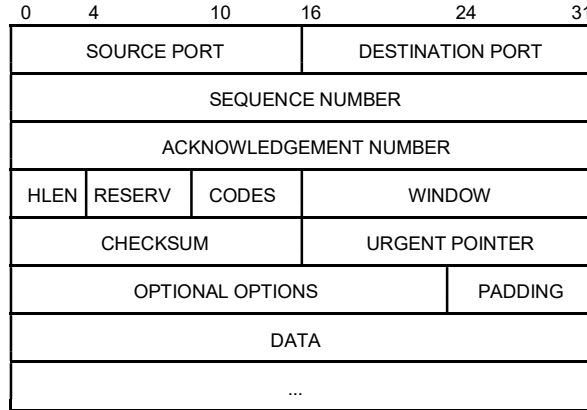 0 4 10 16 24 31
SOURCE PORT DESTINATION PORT
SEQUENCE NUMBER
ACKNOWLEDGEMENT NUMBER
HLEN RESERV CODES WINDOW
CHECKSUM URGENT POINTER
OPTIONAL OPTIONS PADDING
DATA
...